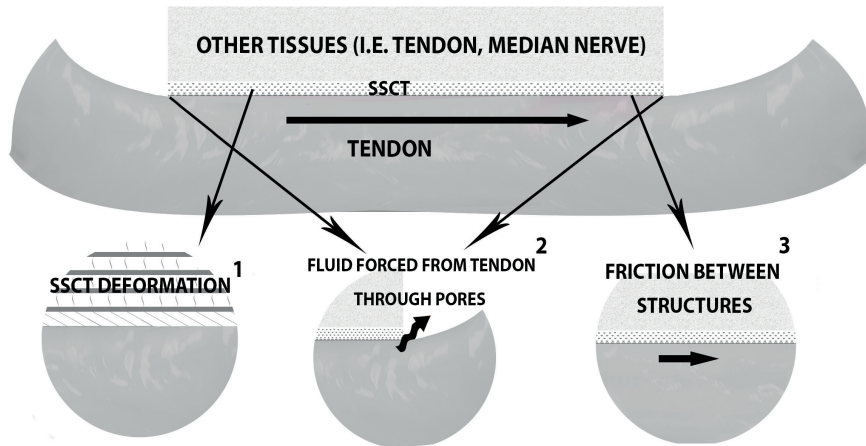 OTHER TISSUES (I.E. TENDON, MEDIAN NERVE)
SSCT
TENDON
1
SSCT DEFORMATION
2
FLUID FORCED FROM TENDON
THROUGH PORES
3
FRICTION BETWEEN
STRUCTURES